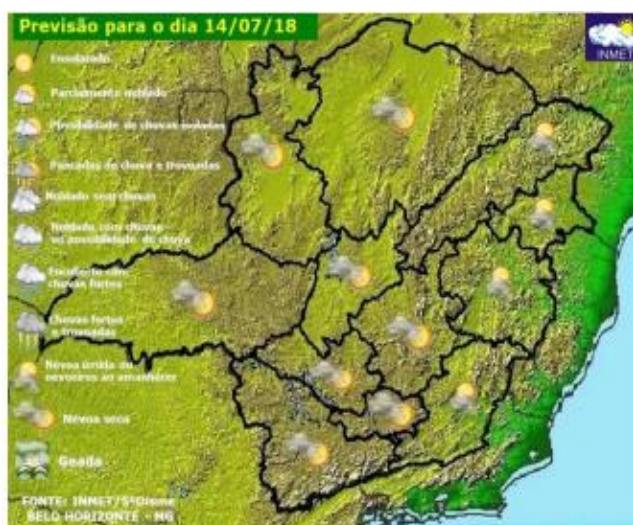 Previsão para o dia 14/07/18
INMET
Ensolarado
Parcialmente nublado
Possibilidade de chuvas isoladas
Pancadas de chuva e trovoadas
Nublado sem chuvas
Nublado com chuvas
ou possibilidade de chuva
Encoberto com
chuvas fortes
Chuvas fortes
e trovoadas
Névoa úmida ou
nevoeiros ao amanhecer
Névoa seca
Geada
FONTE: INMET/5ºDisme
BELO HORIZONTE - MG